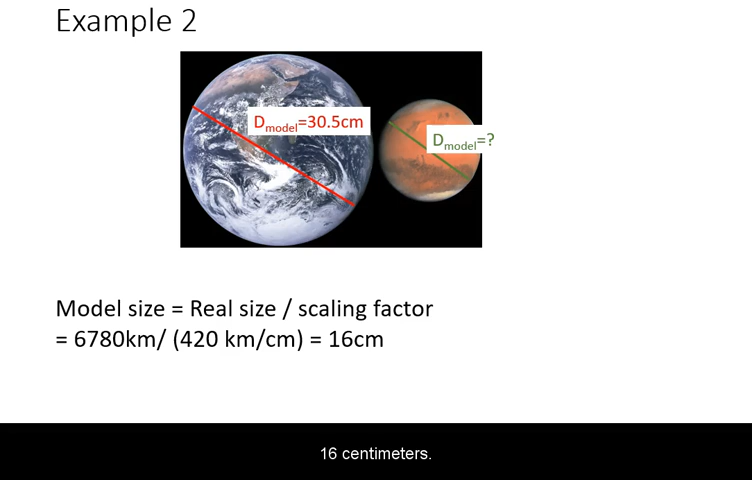 Example 2
Dmodel=30.5cm
Dmodel=?
Model size = Real size / scaling factor
= 6780km/ (420 km/cm) = 16cm
16 centimeters.